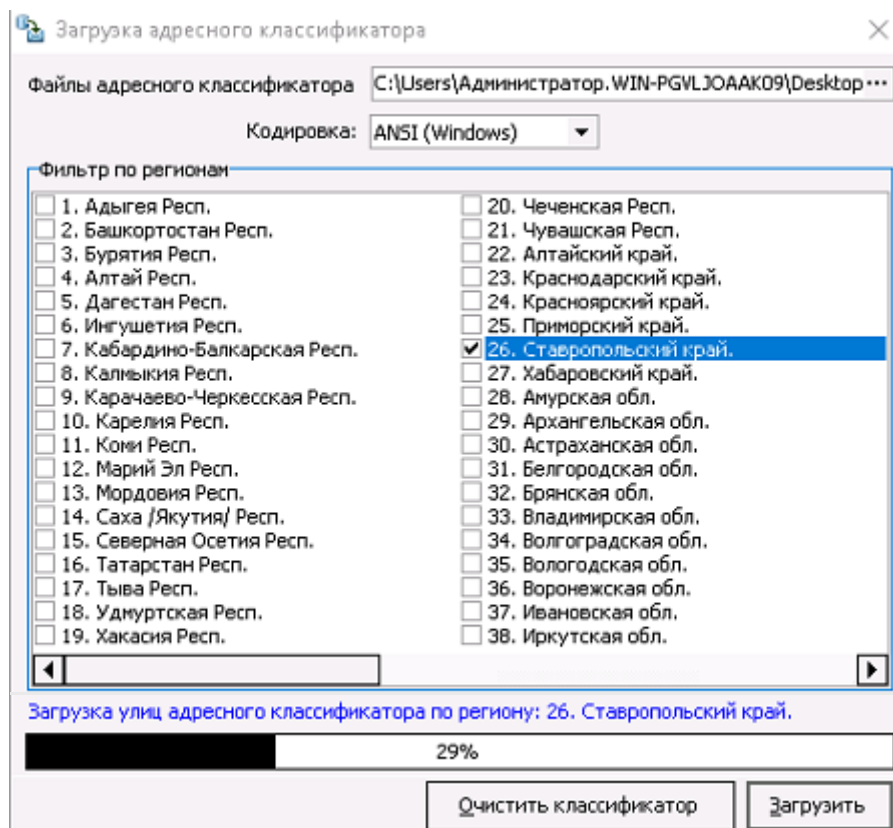 Загрузка адресного классификатора
Файлы адресного классификатора C:\Users\Администратор.WIN-PGVLJOAAK09\Desktop ...
Кодировка: ANSI (Windows)
Фильтр по регионам
1. Адыгея Респ.
2. Башкортостан Респ.
3. Бурятия Респ.
4. Алтай Респ.
5. Дагестан Респ.
6. Ингушетия Респ.
7. Кабардино-Балкарская Респ.
8. Калмыкия Респ.
9. Карачаево-Черкесская Респ.
10. Карелия Респ.
11. Коми Респ.
12. Марий Эл Респ.
13. Мордовия Респ.
14. Саха /Якутия/ Респ.
15. Северная Осетия Респ.
16. Татарстан Респ.
17. Тыва Респ.
18. Удмуртская Респ.
19. Хакасия Респ.
20. Чеченская Респ.
21. Чувашская Респ.
22. Алтайский край.
23. Краснодарский край.
24. Красноярский край.
25. Приморский край.
26. Ставропольский край.
27. Хабаровский край.
28. Амурская обл.
29. Архангельская обл.
30. Астраханская обл.
31. Белгородская обл.
32. Брянская обл.
33. Владимирская обл.
34. Волгоградская обл.
35. Вологодская обл.
36. Воронежская обл.
37. Ивановская обл.
38. Иркутская обл.
Загрузка улиц адресного классификатора по региону: 26. Ставропольский край.
29%
Очистить классификатор
Загрузить